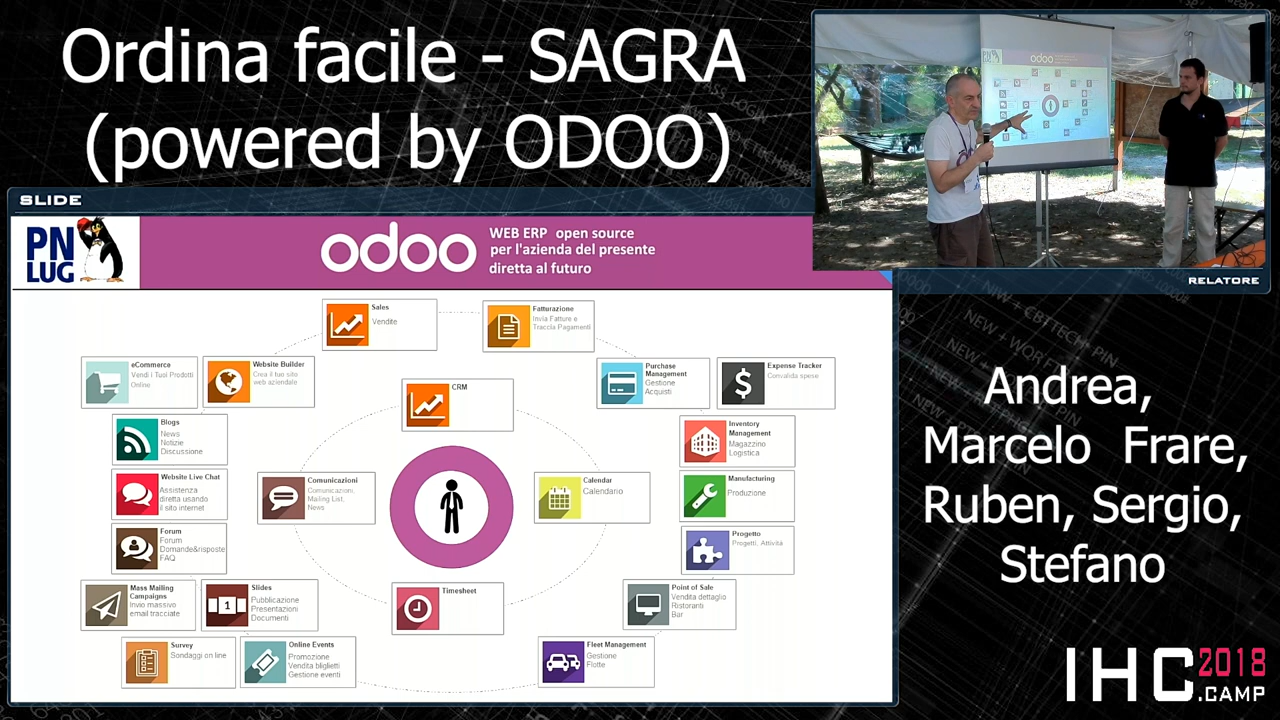 Ordina facile - SAGRA
(powered by ODOO)
SLIDE
PN
LUG
odoo
WEB ERP open source
per l'azienda del presente
diretta al futuro
RELATORE
Sales
Vendite
Fatturazione
Invia Fatture e
Traccia Pagamenti
eCommerce
Vendi i Tuoi Prodotti
Online
Website Builder
Crea il tuo sito
web aziendale
CRM
Purchase
Management
Gestione
Acquisti
Expense Tracker
Convalida spese
Blogs
News
Notizie
Discussione
Inventory
Management
Magazzino
Logistica
Website Live Chat
Assistenza
diretta usando
il sito internet
Comunicazioni
Comunicazioni,
Mailing List,
News
Calendar
Calendario
Manufacturing
Produzione
Forum
Forum
Domande&risposte
FAQ
Progetto
Progetti, Attività
Mass Mailing
Campaigns
Invio massivo
email tracciate
1
Slides
Pubblicazione
Presentazioni
Documenti
Timesheet
Point of Sale
Vendita dettaglio
Ristoranti
Bar
Survey
Sondaggi on line
Online Events
Promozione
Vendita bliglietti
Gestione eventi
Fleet Management
Gestione
Flotte
Andrea,
Marcelo Frare,
Ruben, Sergio,
Stefano
IHC 2018
.CAMP